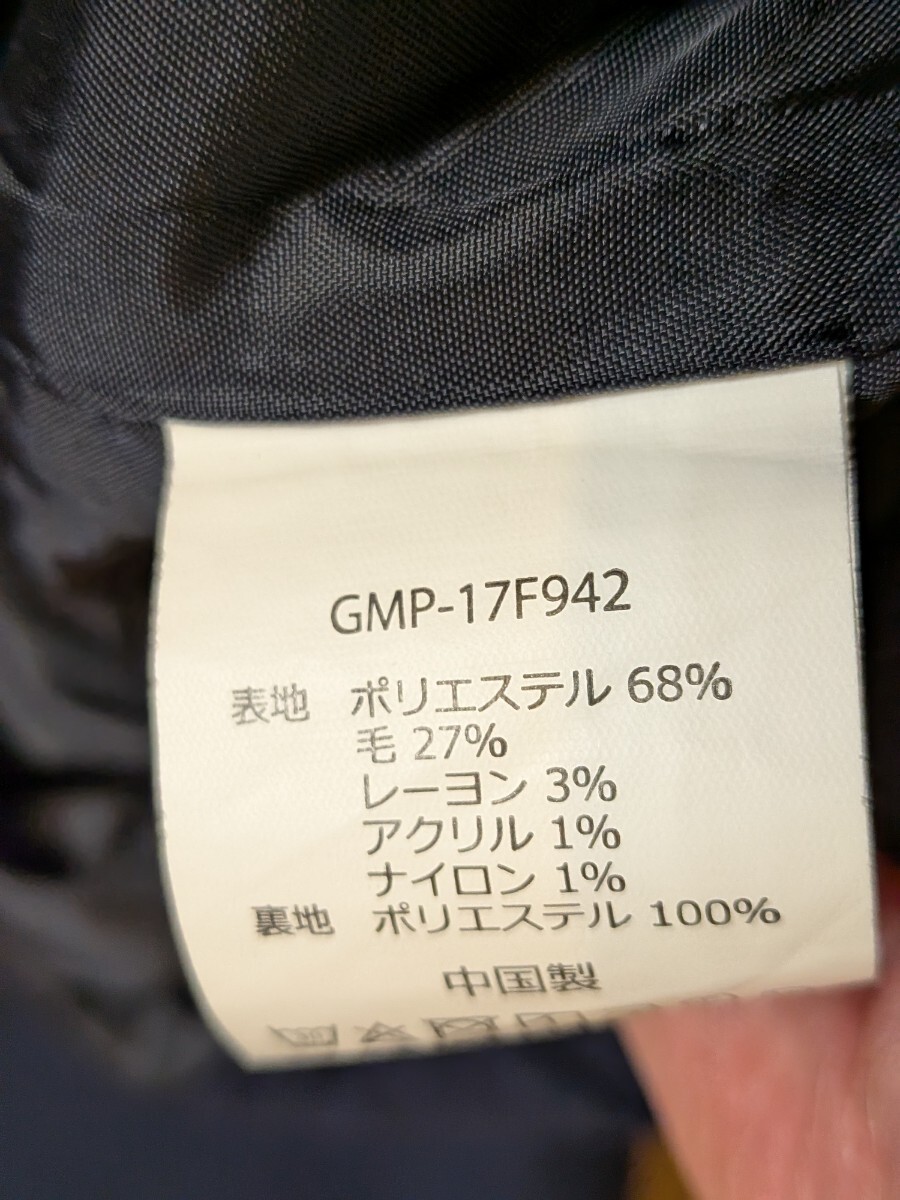 GMP-17F942
表地 ポリエステル 68%
毛 27%
レーヨン 3%
アクリル 1%
ナイロン 1%
裏地 ポリエステル 100%
中国製